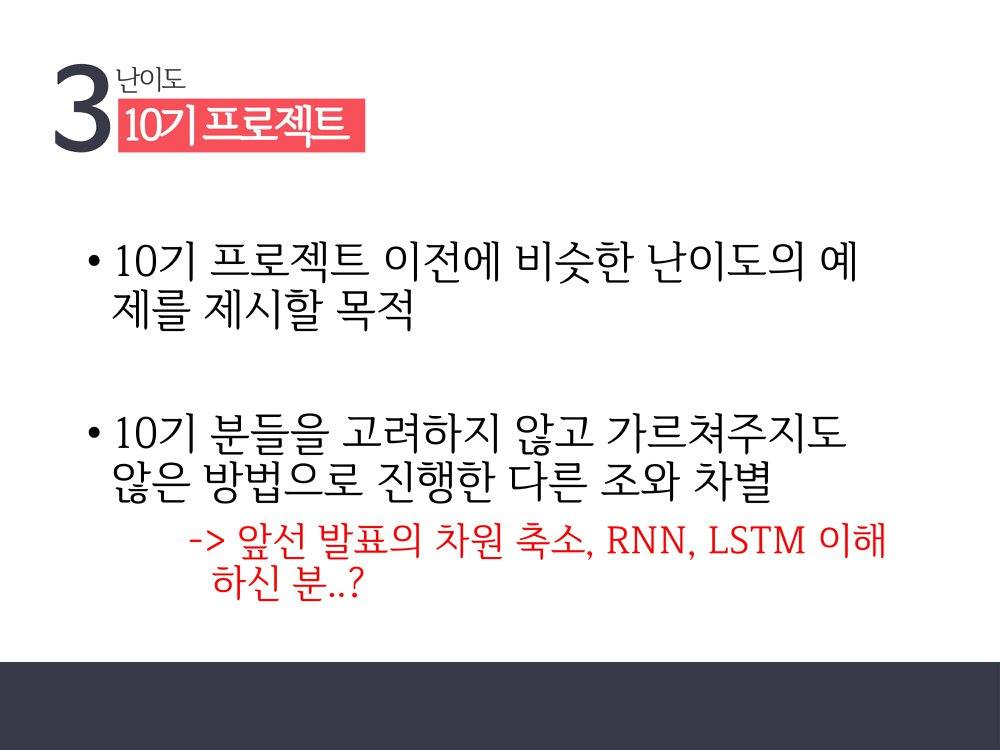 3 난이도
10기 프로젝트
• 10기 프로젝트 이전에 비슷한 난이도의 예
제를 제시할 목적
• 10기 분들을 고려하지 않고 가르쳐주지도
않은 방법으로 진행한 다른 조와 차별
-> 앞선 발표의 차원 축소, RNN, LSTM 이해
하신 분..?